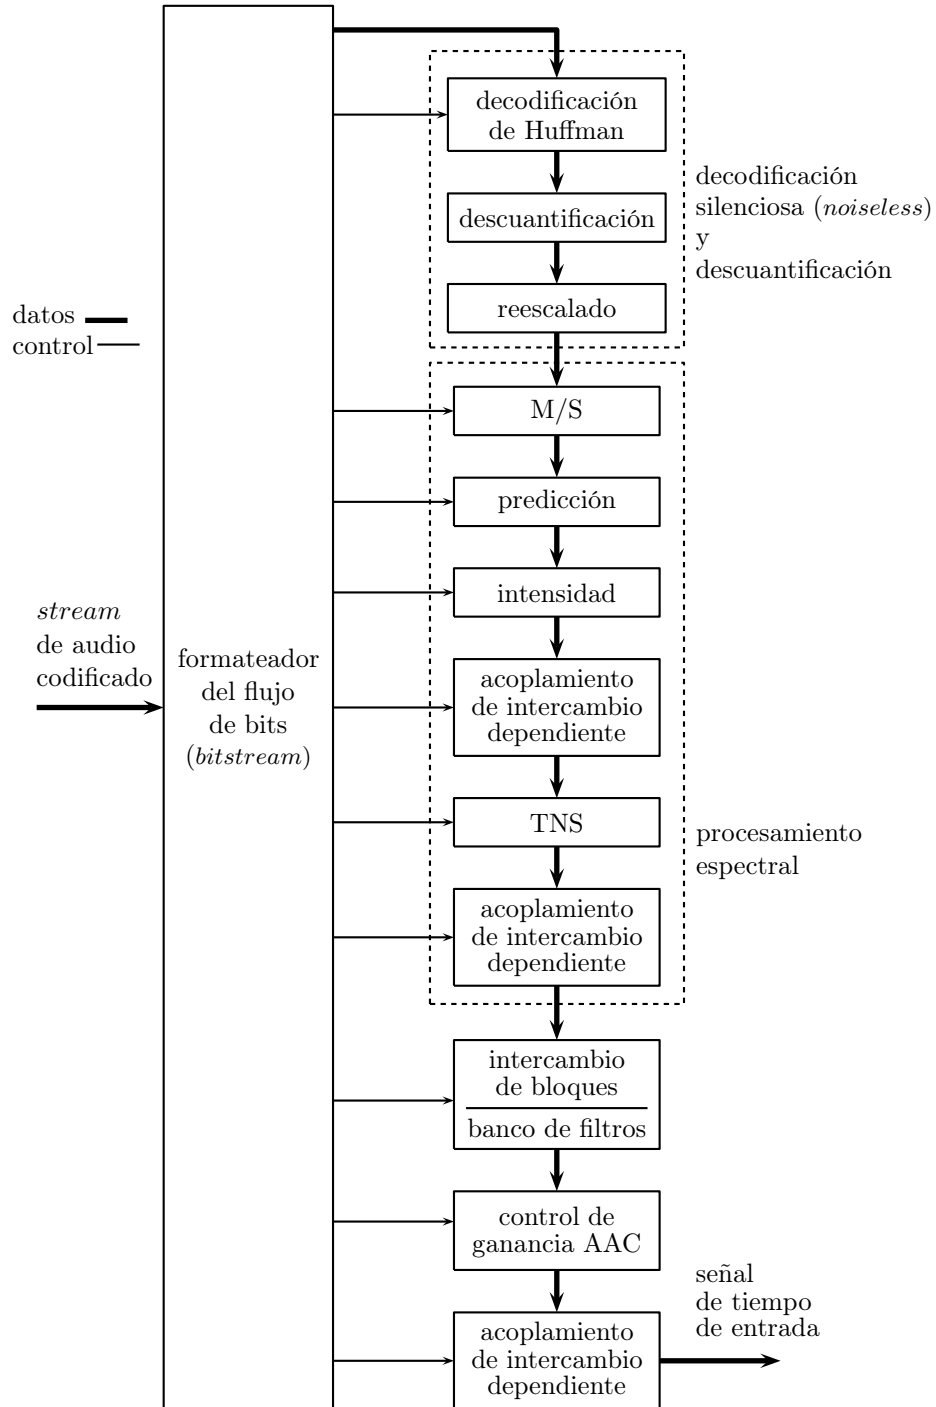 decodificación
de Huffman
descuantificación
reescalado
decodificación
silenciosa (noiseless)
y
descuantificación
datos
control
M/S
predicción
intensidad
acoplamiento
de intercambio
dependiente
TNS
acoplamiento
de intercambio
dependiente
procesamiento
espectral
stream
de audio
codificado
formateador
del flujo
de bits
(bitstream)
intercambio
de bloques
banco de filtros
control de
ganancia AAC
acoplamiento
de intercambio
dependiente
señal
de tiempo
de entrada